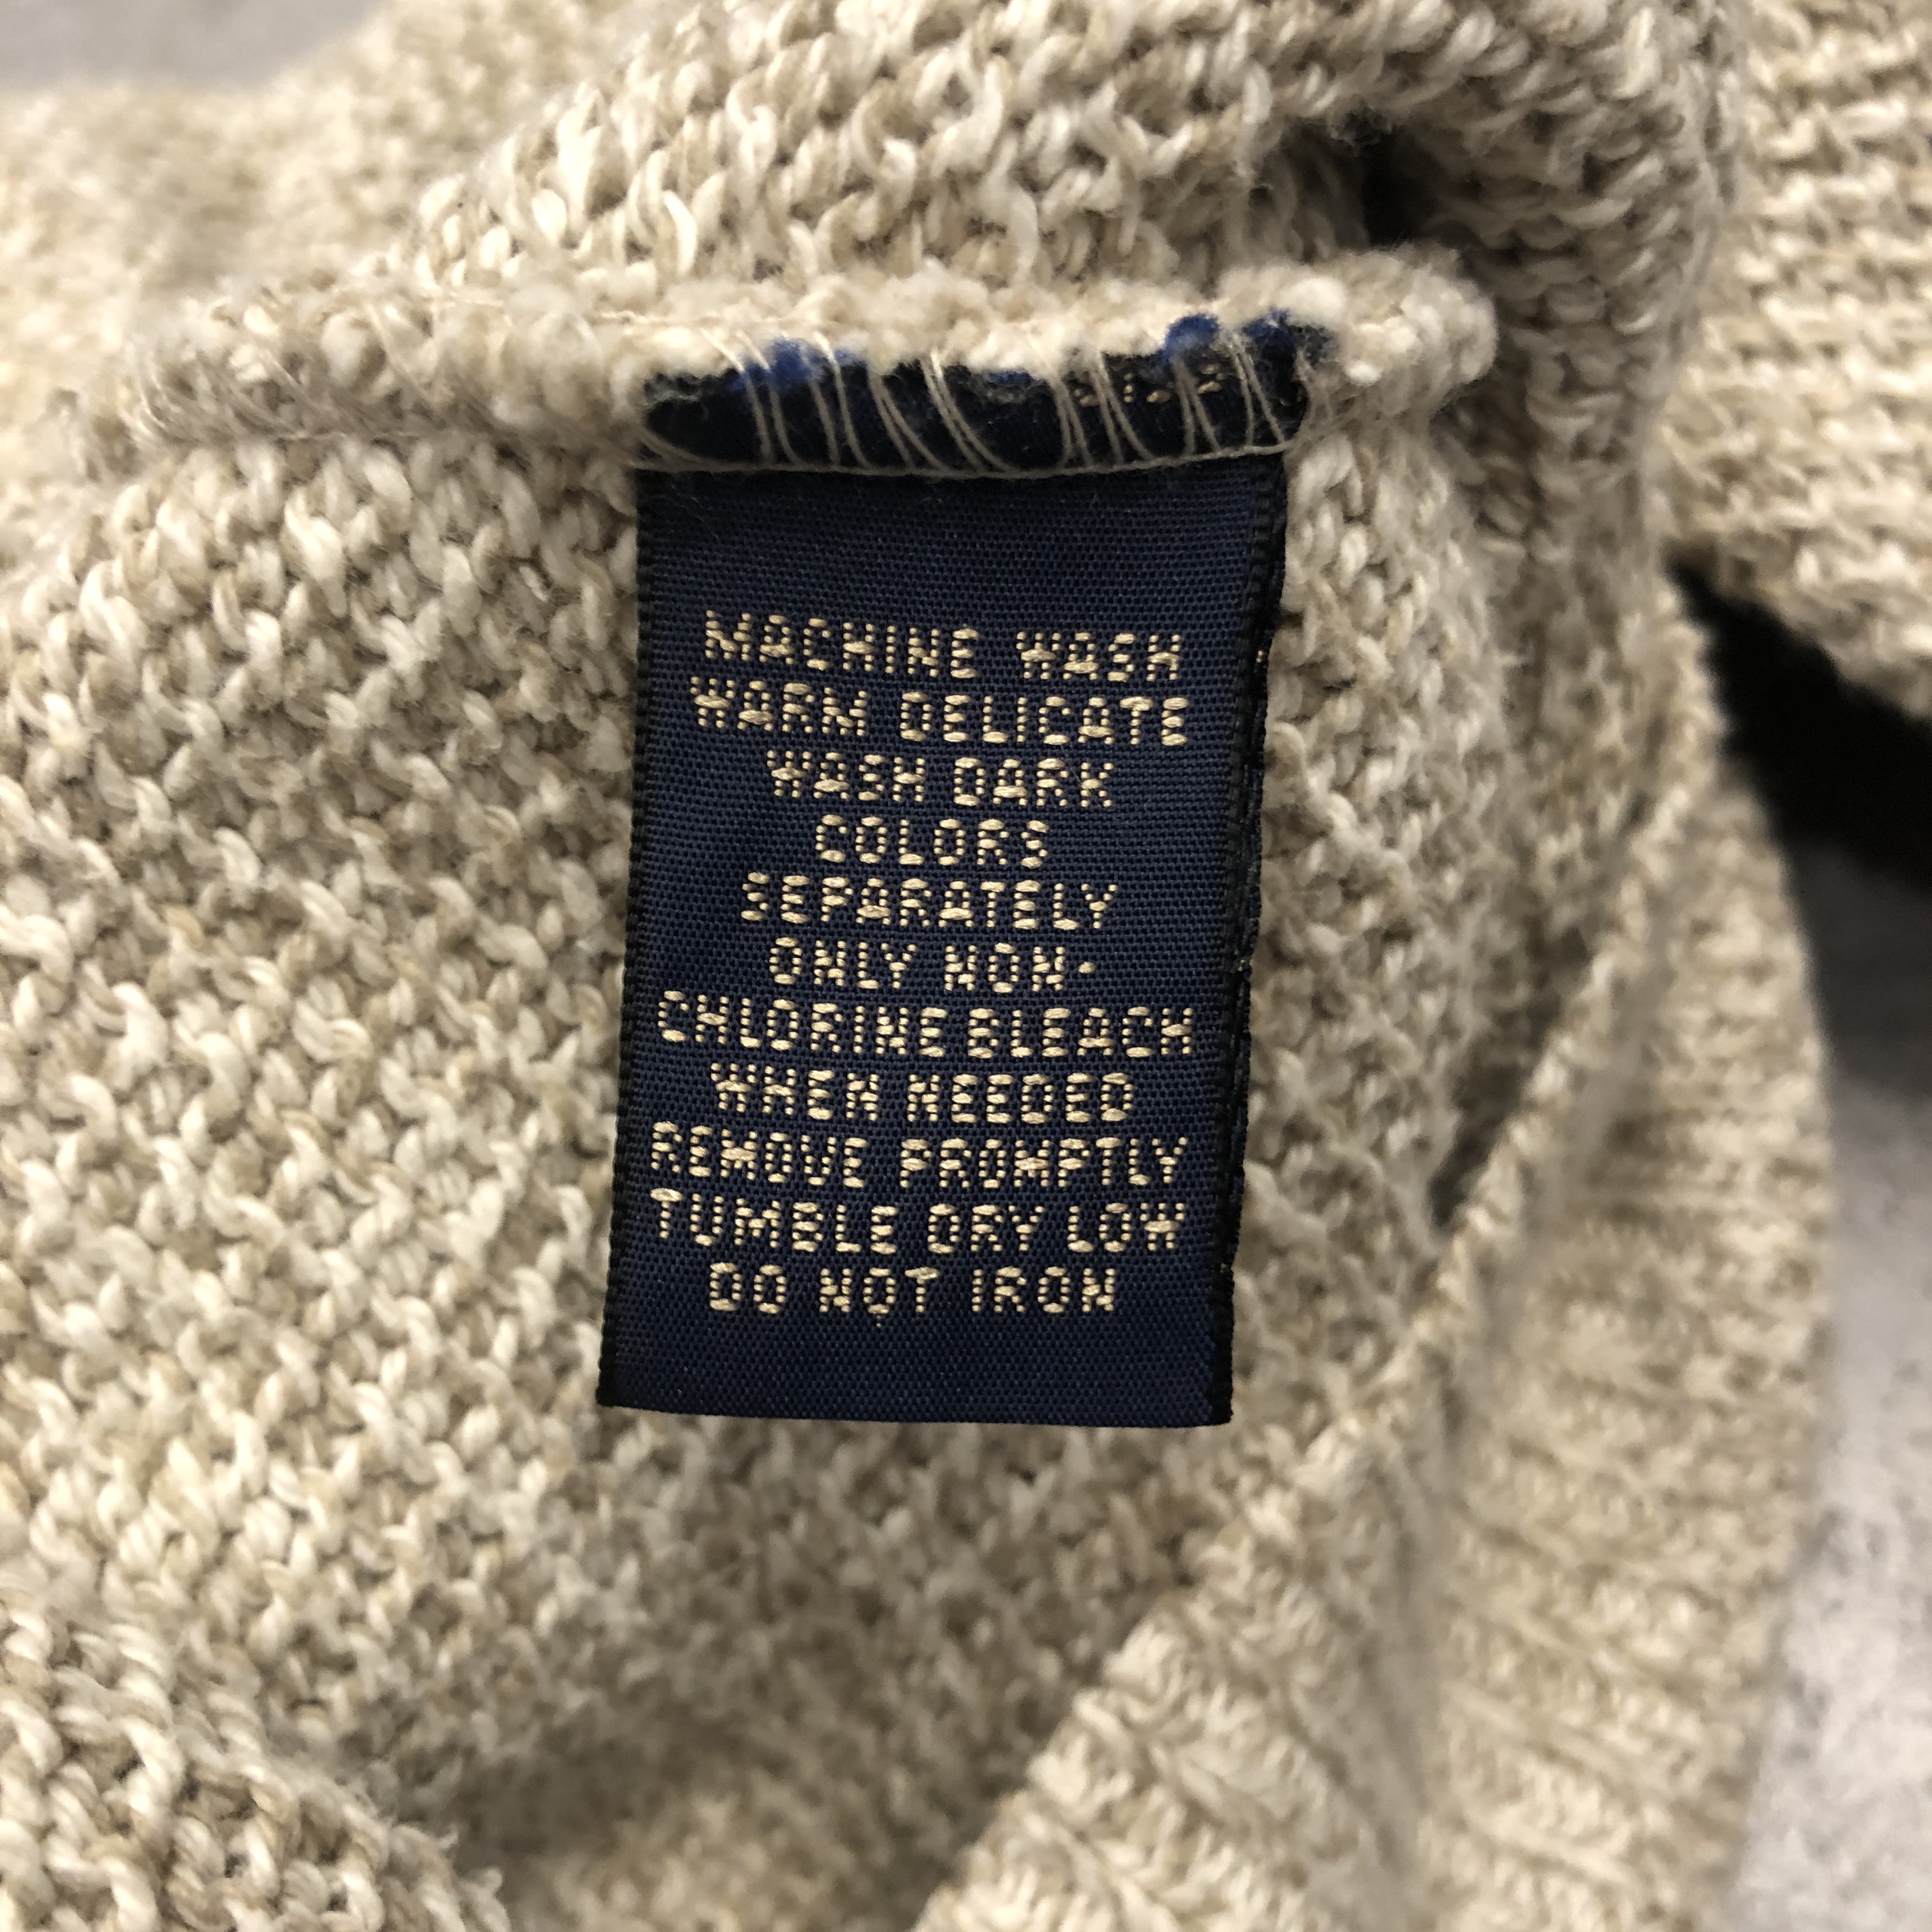 MACHINE WASH
WARM DELICATE
WASH DARK
COLORS
SEPARATELY
ONLY NON-
CHLORINE BLEACH
WHEN NEEDED
REMOVE PROMPTLY
TUMBLE DRY LOW
DO NOT IRON